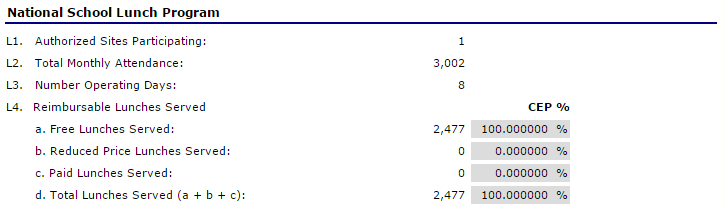 National School Lunch Program
L1. Authorized Sites Participating: 1
L2. Total Monthly Attendance: 3,002
L3. Number Operating Days: 8
L4. Reimbursable Lunches Served CEP %
a. Free Lunches Served: 2,477 100.000000 %
b. Reduced Price Lunches Served: 0 0.000000 %
c. Paid Lunches Served: 0 0.000000 %
d. Total Lunches Served (a + b + c): 2,477 100.000000 %